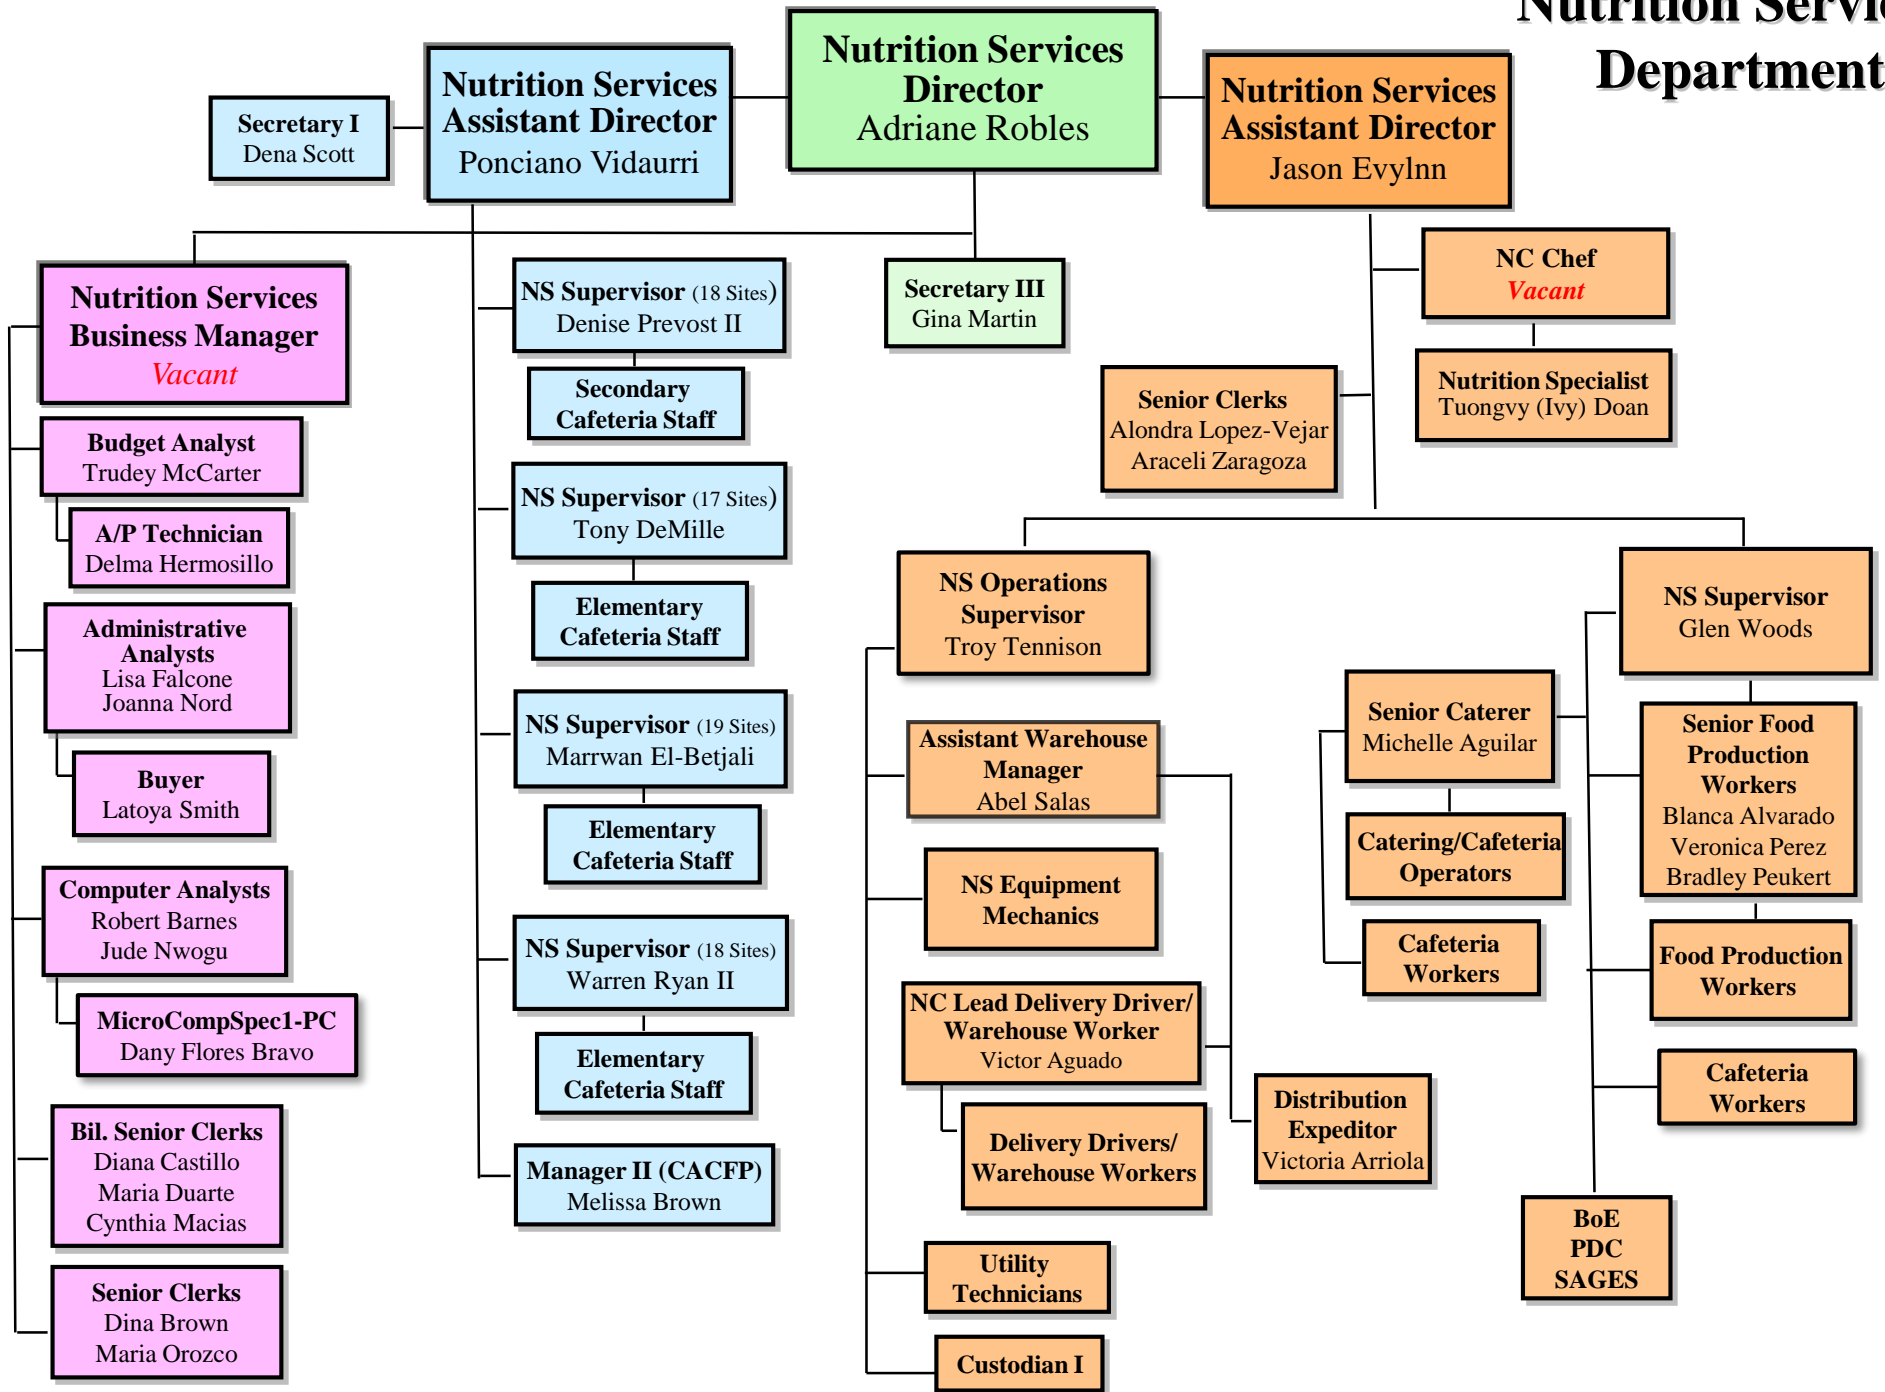 Nutrition Servic
Department
Nutrition Services
Director
Adriane Robles
Nutrition Services
Assistant Director
Ponciano Vidaurri
Secretary I
Dena Scott
Nutrition Services
Assistant Director
Jason Evylnn
Secretary III
Gina Martin
Nutrition Services
Business Manager
Vacant
Budget Analyst
Trudey McCarter
A/P Technician
Delma Hermosillo
Administrative
Analysts
Lisa Falcone
Joanna Nord
Buyer
Latoya Smith
Computer Analysts
Robert Barnes
Jude Nwogu
MicroCompSpec1-PC
Dany Flores Bravo
Bil. Senior Clerks
Diana Castillo
Maria Duarte
Cynthia Macias
Senior Clerks
Dina Brown
Maria Orozco
NS Supervisor (18 Sites)
Denise Prevost II
Secondary
Cafeteria Staff
NS Supervisor (17 Sites)
Tony DeMille
Elementary
Cafeteria Staff
NS Supervisor (19 Sites)
Marrwan El-Betjali
Elementary
Cafeteria Staff
NS Supervisor (18 Sites)
Warren Ryan II
Elementary
Cafeteria Staff
Manager II (CACFP)
Melissa Brown
NC Chef
Vacant
Nutrition Specialist
Tuongvy (Ivy) Doan
Senior Clerks
Alondra Lopez-Vejar
Araceli Zaragoza
NS Operations
Supervisor
Troy Tennison
Assistant Warehouse
Manager
Abel Salas
NS Equipment
Mechanics
NC Lead Delivery Driver/
Warehouse Worker
Victor Aguado
Delivery Drivers/
Warehouse Workers
Distribution
Expeditor
Victoria Arriola
Utility
Technicians
Custodian I
NS Supervisor
Glen Woods
Senior Caterer
Michelle Aguilar
Catering/Cafeteria
Operators
Cafeteria
Workers
Senior Food
Production
Workers
Blanca Alvarado
Veronica Perez
Bradley Peukert
Food Production
Workers
Cafeteria
Workers
BoE
PDC
SAGES